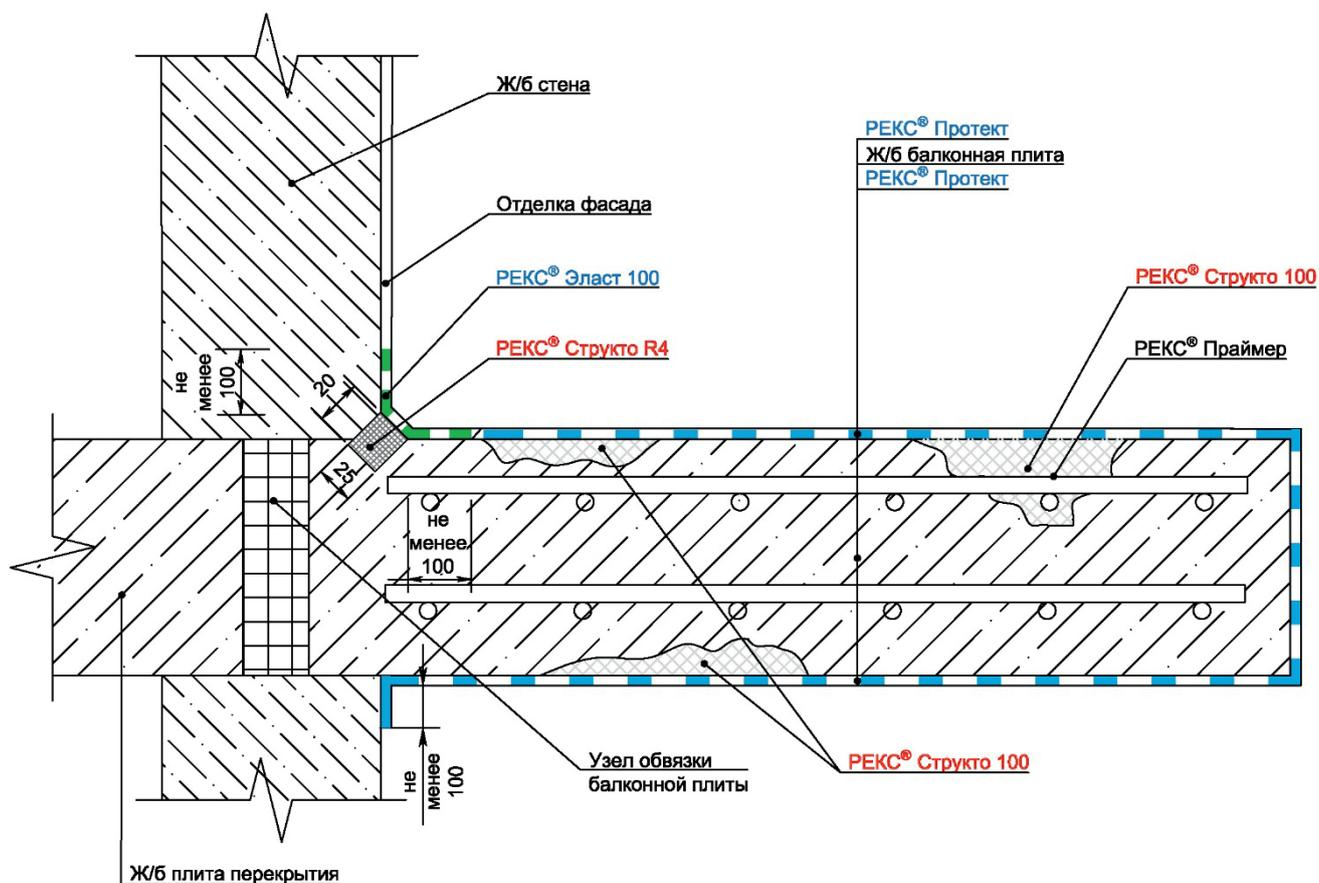 Ж/б стена
РЕКС® Протект
Ж/б балконная плита
РЕКС® Протект
Отделка фасада
РЕКС® Эласт 100
РЕКС® Структо 100
РЕКС® Структо R4
РЕКС® Праймер
не
менее
100
20
25
не
менее
100
Узел обвязки
балконной плиты
РЕКС® Структо 100
не
менее
100
Ж/б плита перекрытия